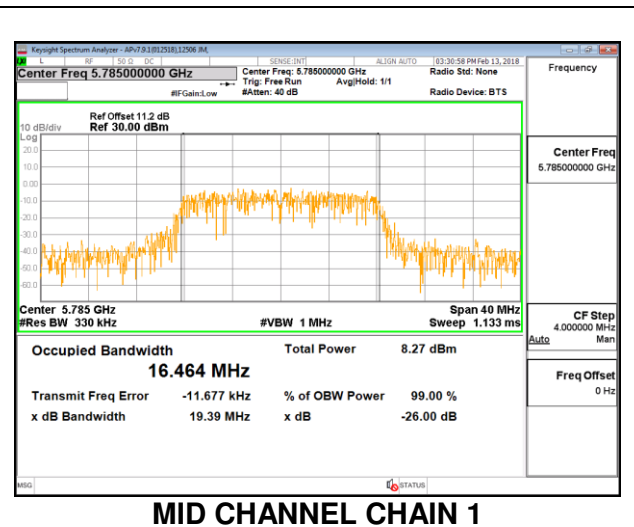 Keysight Spectrum Analyzer - APv7.9.1(012518),12506 JM,
L RF 50 Ω DC SENSE:INT ALIGN AUTO 03:30:58 PM Feb 13, 2018
Center Freq 5.785000000 GHz
Center Freq: 5.785000000 GHz
Radio Std: None
Trig: Free Run Avg|Hold: 1/1
#IFGain:Low #Atten: 40 dB Radio Device: BTS
Frequency
Ref Offset 11.2 dB
10 dB/div Ref 30.00 dBm
Log
20.0
10.0
0.00
-10.0
-20.0
-30.0
-40.0
-50.0
-60.0
Center 5.785 GHz Span 40 MHz
#Res BW 330 kHz #VBW 1 MHz Sweep 1.133 ms
Occupied Bandwidth Total Power 8.27 dBm
16.464 MHz
Transmit Freq Error -11.677 kHz % of OBW Power 99.00 %
x dB Bandwidth 19.39 MHz x dB -26.00 dB
Center Freq
5.785000000 GHz
CF Step
4.000000 MHz
Auto Man
Freq Offset
0 Hz
MSG STATUS
MID CHANNEL CHAIN 1